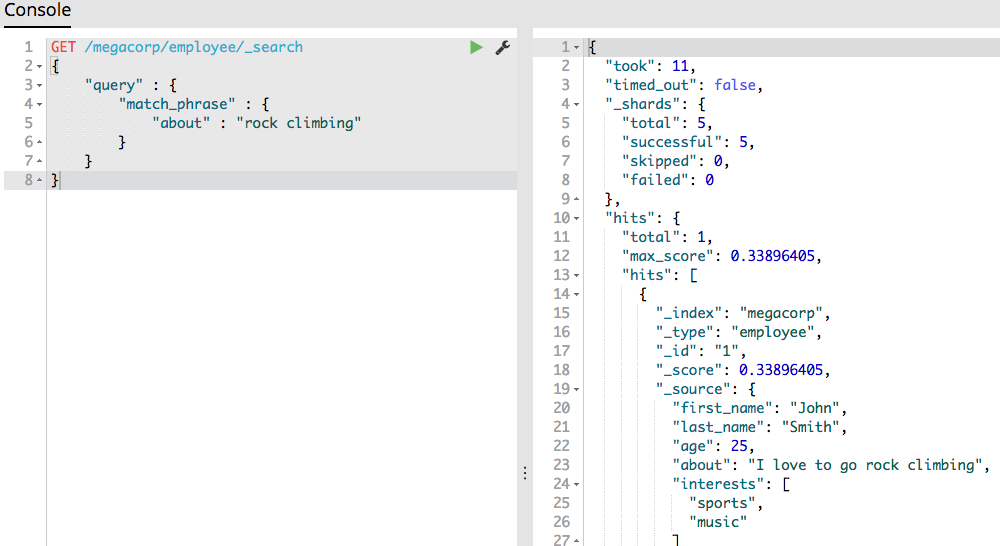 Console
1 GET /megacorp/employee/_search
2 {
3 "query" : {
4 "match_phrase" : {
5 "about" : "rock climbing"
6 }
7 }
8 }
1 {
2 "took": 11,
3 "timed_out": false,
4 "_shards": {
5 "total": 5,
6 "successful": 5,
7 "skipped": 0,
8 "failed": 0
9 },
10 "hits": {
11 "total": 1,
12 "max_score": 0.33896405,
13 "hits": [
14 {
15 "_index": "megacorp",
16 "_type": "employee",
17 "_id": "1",
18 "_score": 0.33896405,
19 "_source": {
20 "first_name": "John",
21 "last_name": "Smith",
22 "age": 25,
23 "about": "I love to go rock climbing",
24 "interests": [
25 "sports",
26 "music"
27 ]